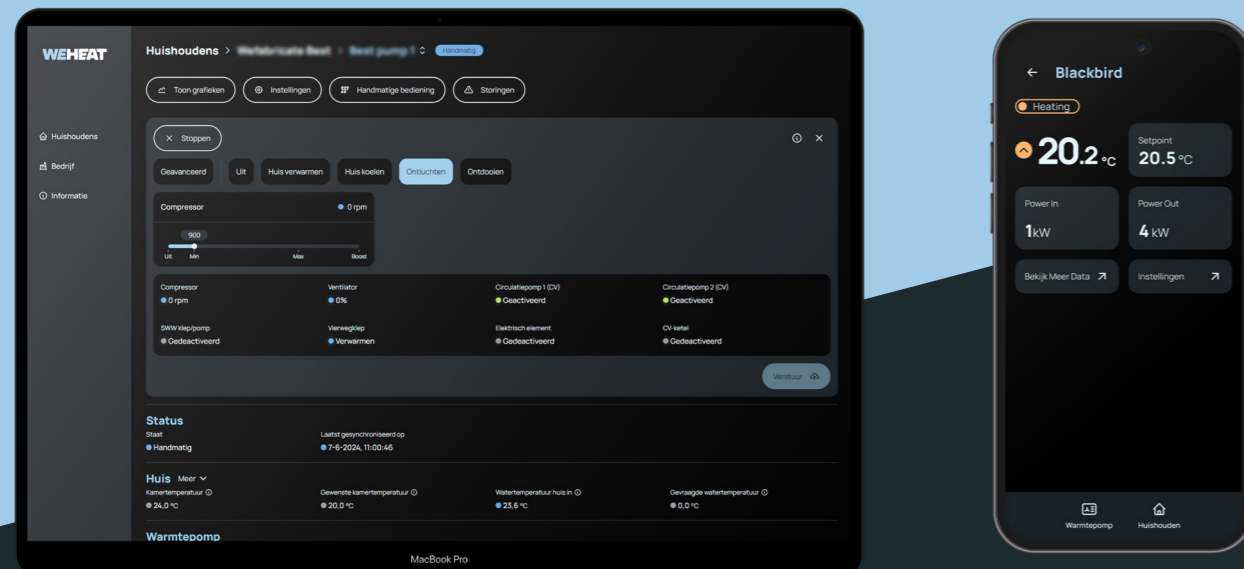 WEHEAT
Huishoudens >
Handmatig
Toon grafieken
Instellingen
Handmatige bediening
Storingen
Huishoudens
Bedrijf
Informatie
Stoppen
Geavanceerd
Uit
Huis verwarmen
Huis koelen
Ontluchten
Ontdooien
Compressor
0 rpm
900
Uit
Min
Max
Boost
Compressor
Ventilator
Circulatiepomp 1 (CV)
Circulatiepomp 2 (CV)
0 rpm
0%
Geactiveerd
Geactiveerd
SWW klep/pomp
Vierwegklep
Elektrisch element
CV-ketel
Gedeactiveerd
Verwarmen
Gedeactiveerd
Gedeactiveerd
Verstuur
Status
Staat
Laatst gesynchroniseerd op
Handmatig
7-6-2024, 11:00:46
Huis Meer
Kamertemperatuur
Gewenste kamertemperatuur
Watertemperatuur huis in
Gevraagde watertemperatuur
24,0 °C
20,0 °C
23,6 °C
0,0 °C
Warmtepomp
MacBook Pro
Blackbird
Heating
20.2 °C
Setpoint
20.5 °C
Power In
1 kW
Power Out
4 kW
Bekijk Meer Data
Instellingen
Warmtepomp
Huishouden